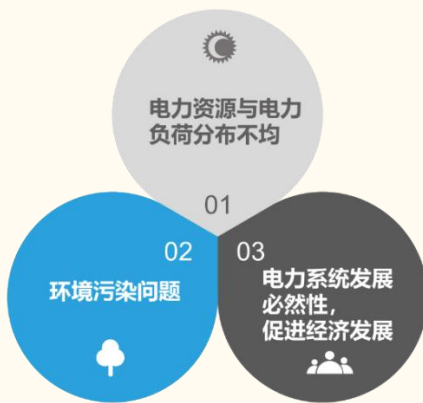 电力资源与电力
负荷分布不均
01
02
环境污染问题
03
电力系统发展
必然性，
促进经济发展